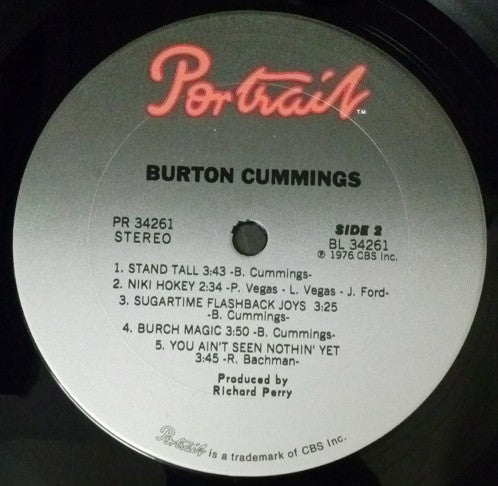 Portrait™
BURTON CUMMINGS
PR 34261
STEREO
SIDE 2
BL 34261
℗ 1976 CBS Inc.
1. STAND TALL 3:43 -B. Cummings-
2. NIKI HOKEY 2:34 -P. Vegas - L. Vegas - J. Ford-
3. SUGARTIME FLASHBACK JOYS 3:25
-B. Cummings-
4. BURCH MAGIC 3:50 -B. Cummings-
5. YOU AIN'T SEEN NOTHIN' YET
3:45 -R. Bachman-
Produced by
Richard Perry
Portrait is a trademark of CBS Inc.